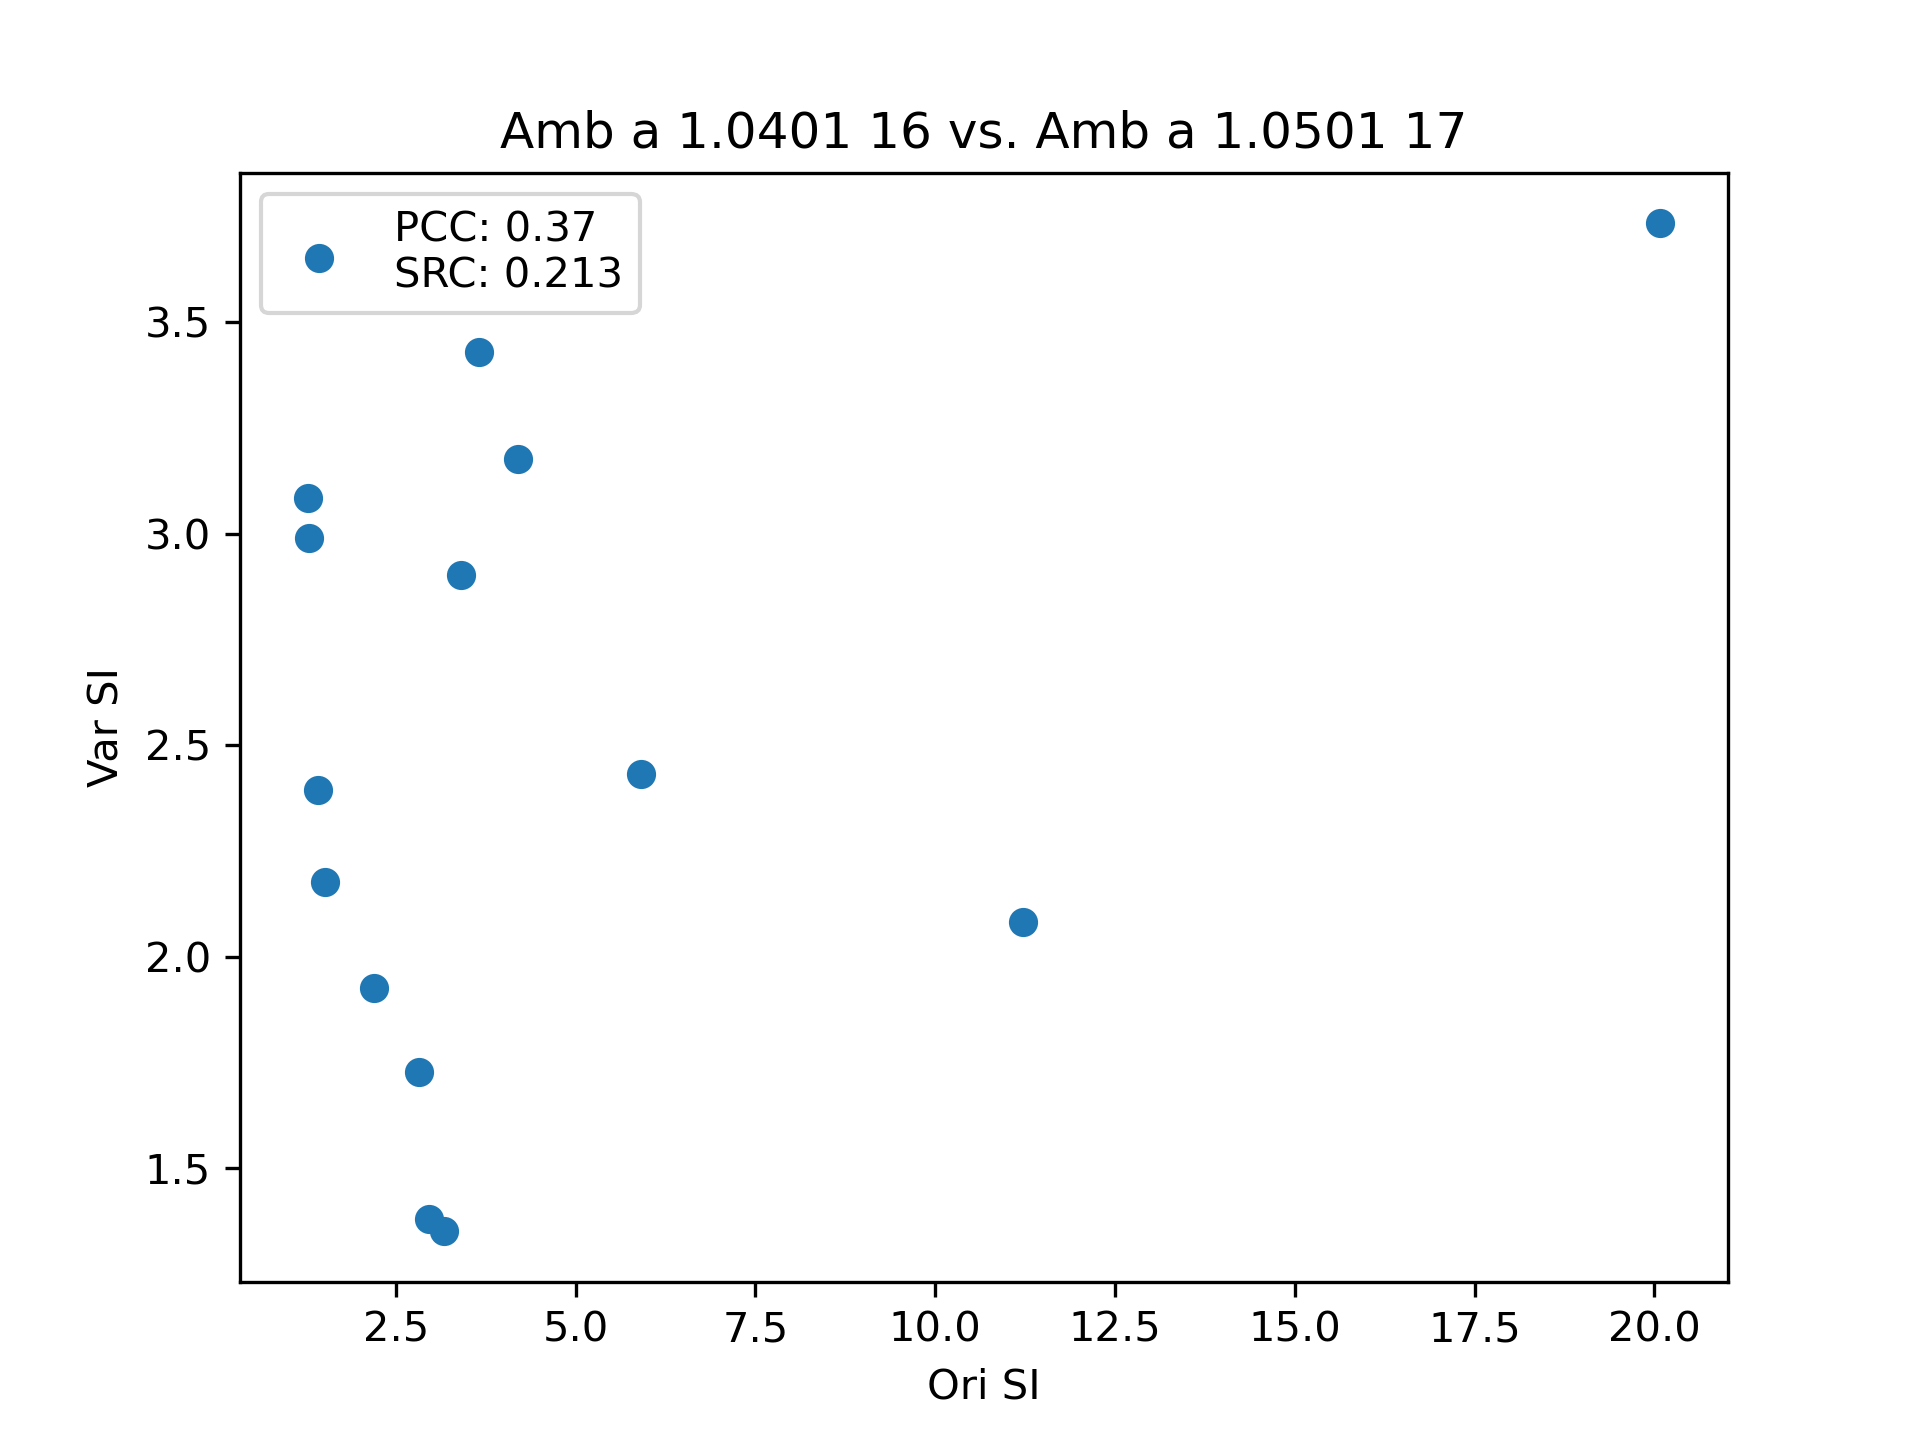 Amb a 1.0401 16 vs. Amb a 1.0501 17
PCC: 0.37
SRC: 0.213
3.5
3.0
2.5
2.0
1.5
Var SI
2.5 5.0 7.5 10.0 12.5 15.0 17.5 20.0
Ori SI